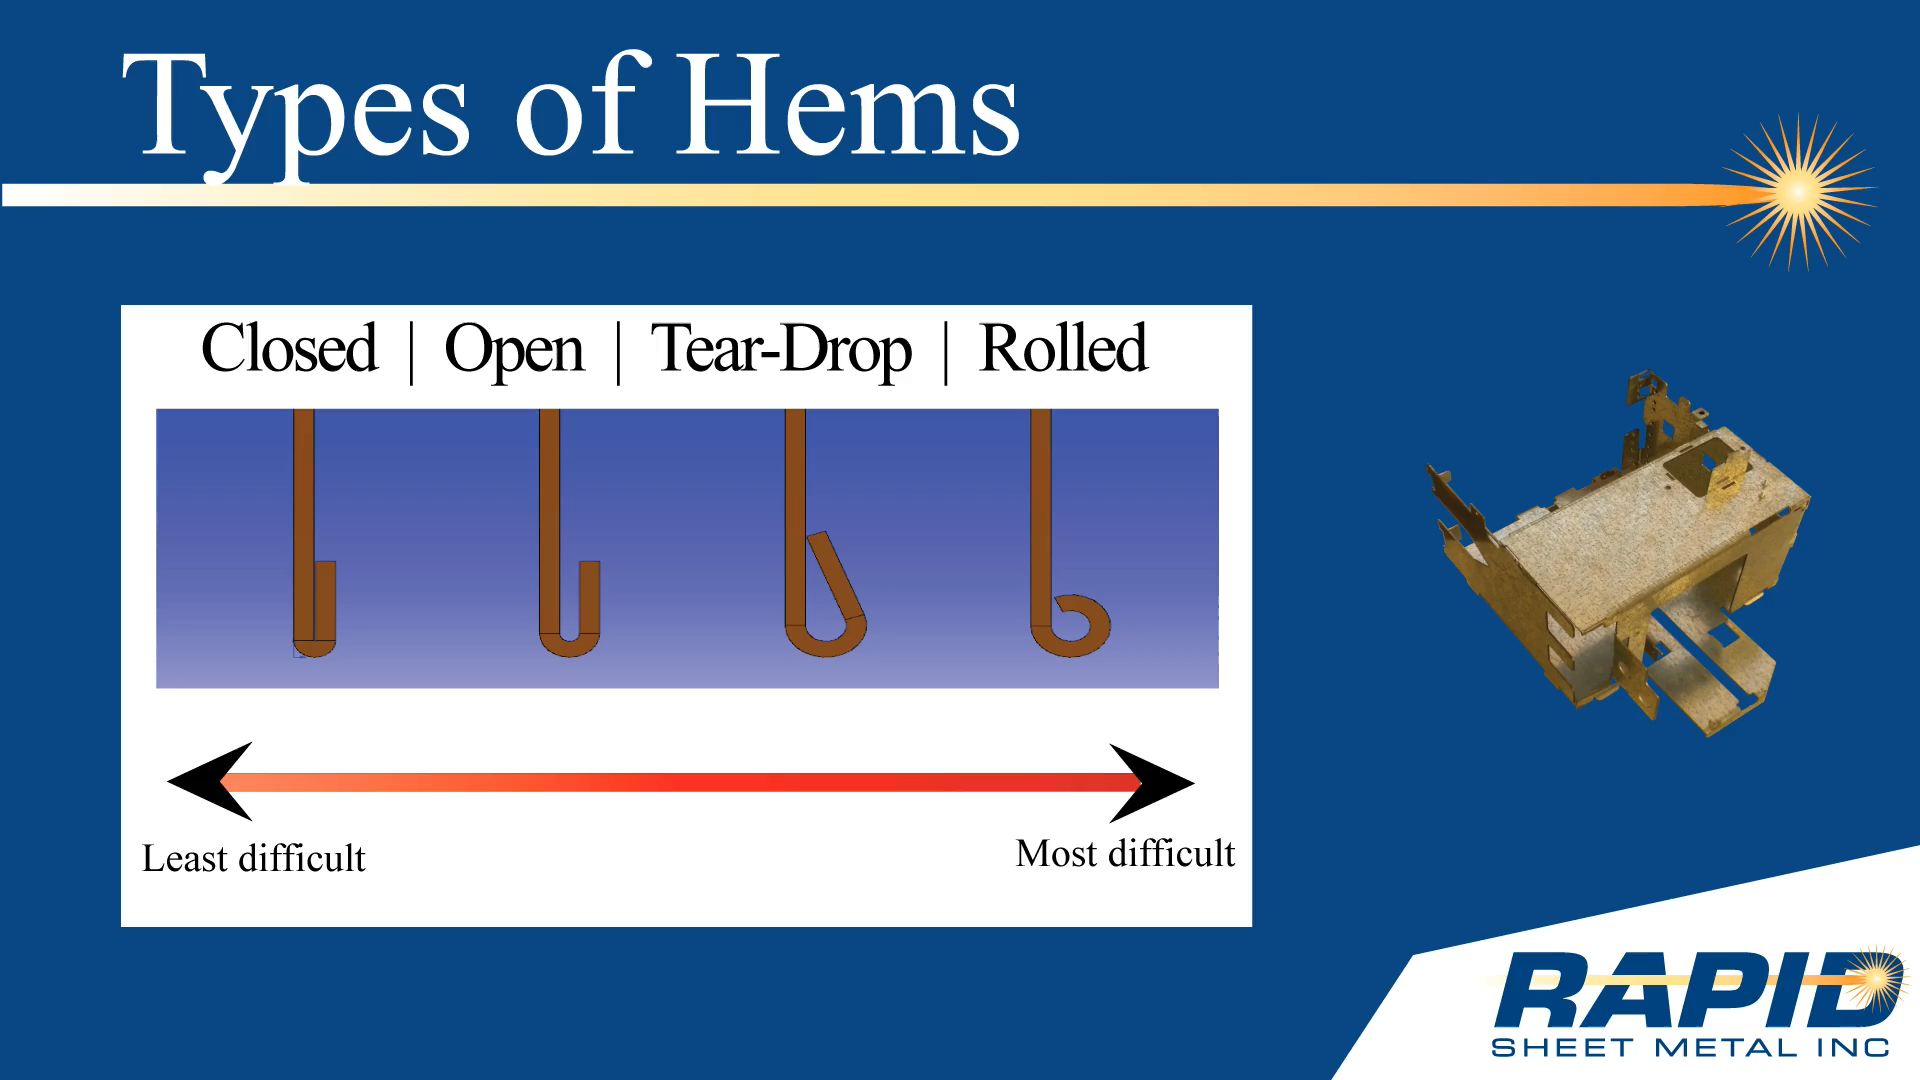 Types of Hems
Closed | Open | Tear-Drop | Rolled
Least difficult
Most difficult
RAPID
SHEET METAL INC